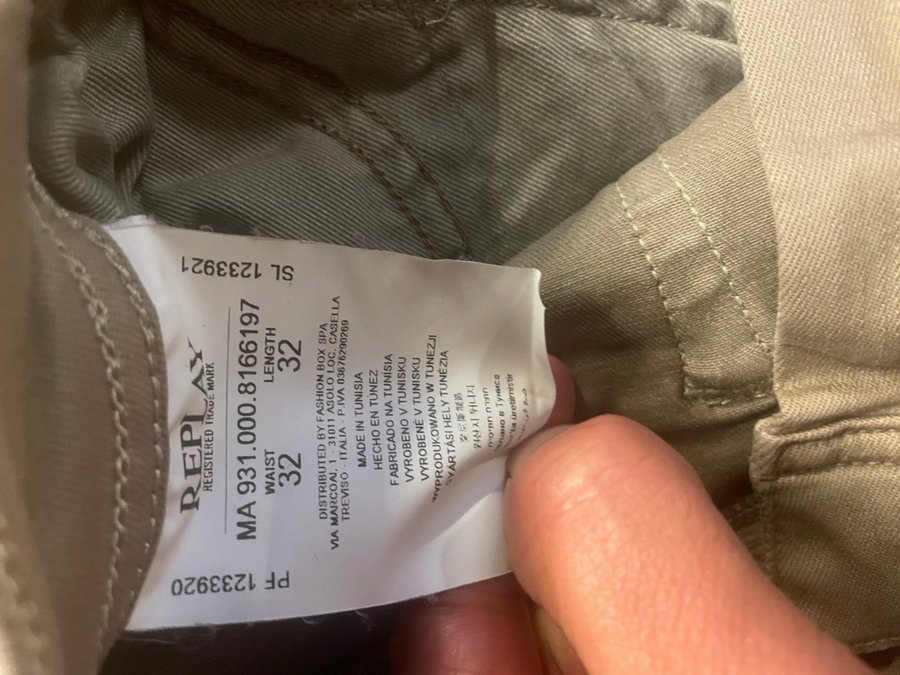 REPLAY
REGISTERED TRADE MARK
MA 931.000.8166197
WAIST LENGTH
32 32
DISTRIBUTED BY FASHION BOX SPA
VIA MARCOAI, 1 - 31011 ASOLO LOC. CASELLA
TREVISO - ITALIA - P.IVA 03676290269
MADE IN TUNISIA
HECHO EN TÚNEZ
FABRICADO NA TUNÍSIA
VYROBENO V TUNISKU
VYROBENÉ V TUNISKU
WYPRODUKOWANO W TUNEZJI
GYÁRTÁSI HELY TUNÉZIA
в Тунисе
PF 1233920
SL 1233921